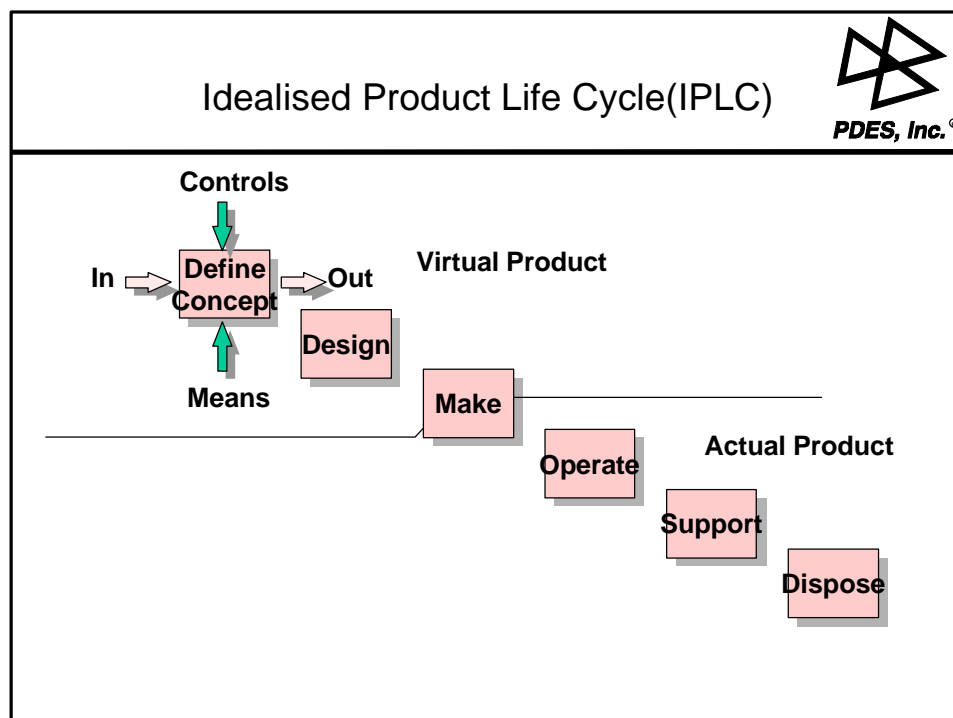 Idealised Product Life Cycle(IPLC)
PDES, Inc.®
Controls
In
Define
Concept
Out
Virtual Product
Design
Means
Make
Actual Product
Operate
Support
Dispose